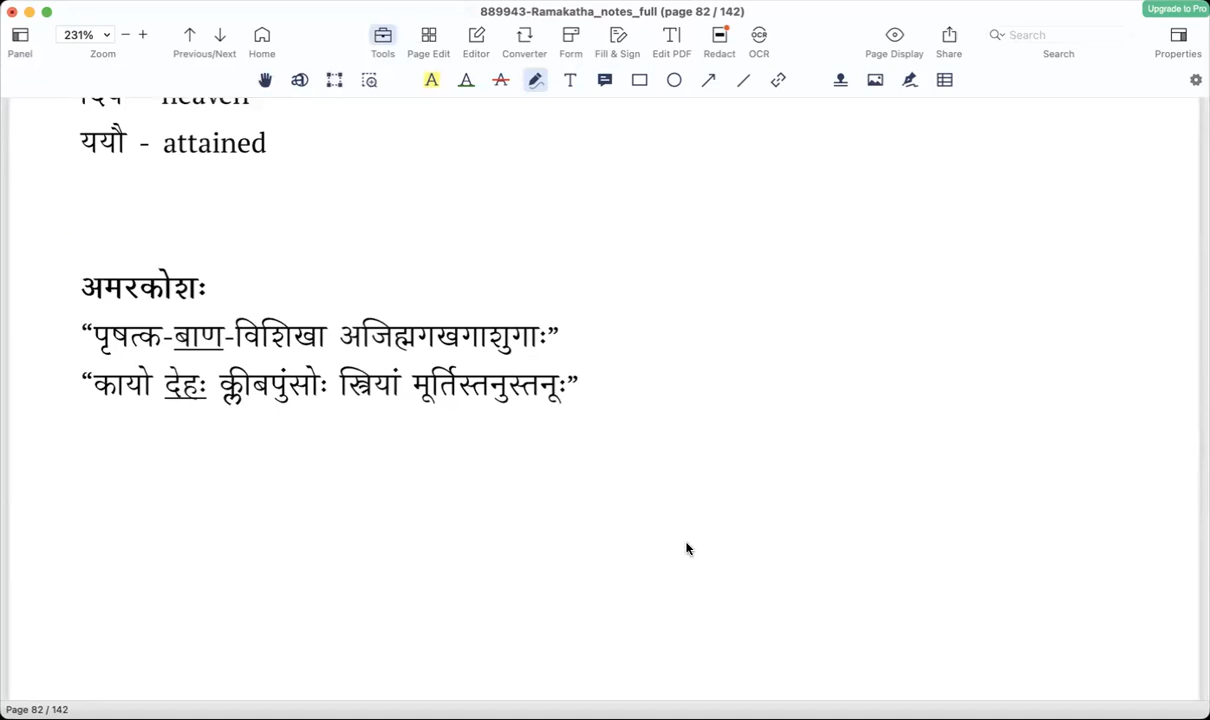 889943-Ramakatha_notes_full (page 82 / 142)
Upgrade to Pro
231%
Search
Panel Zoom Previous/Next Home Tools Page Edit Editor Converter Form Fill & Sign Edit PDF Redact OCR Page Display Share Search Properties
दिवं - heaven
ययौ - attained
अमरकोशः
“पृषत्क-बाण-विशिखा अजिह्मगखगाशुगाः”
“कायो देहः क्लीबपुंसोः स्त्रियां मूर्तिस्तनुस्तनूः”
Page 82 / 142